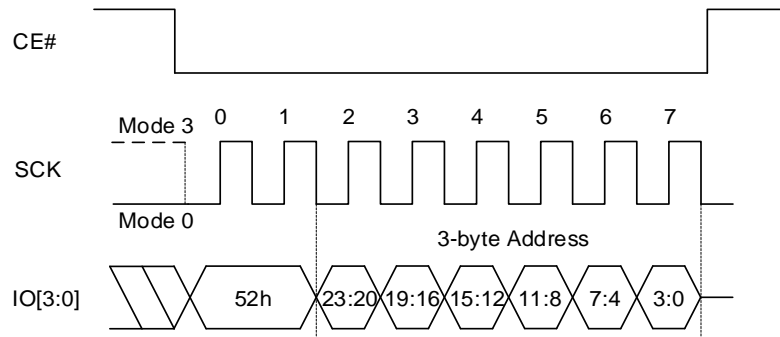 CE#
Mode 3
0 1 2 3 4 5 6 7
SCK
Mode 0
3-byte Address
IO[3:0]
52h 23:20 19:16 15:12 11:8 7:4 3:0